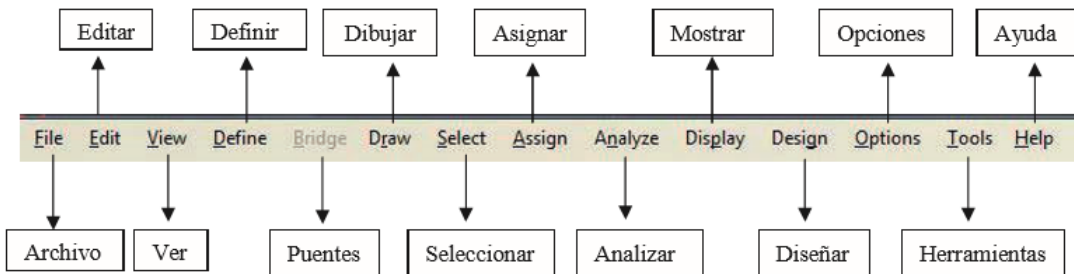 Editar Definir Dibujar Asignar Mostrar Opciones Ayuda
File Edit View Define Bridge Draw Select Assign Analyze Display Design Options Tools Help
Archivo Ver Puentes Seleccionar Analizar Diseñar Herramientas